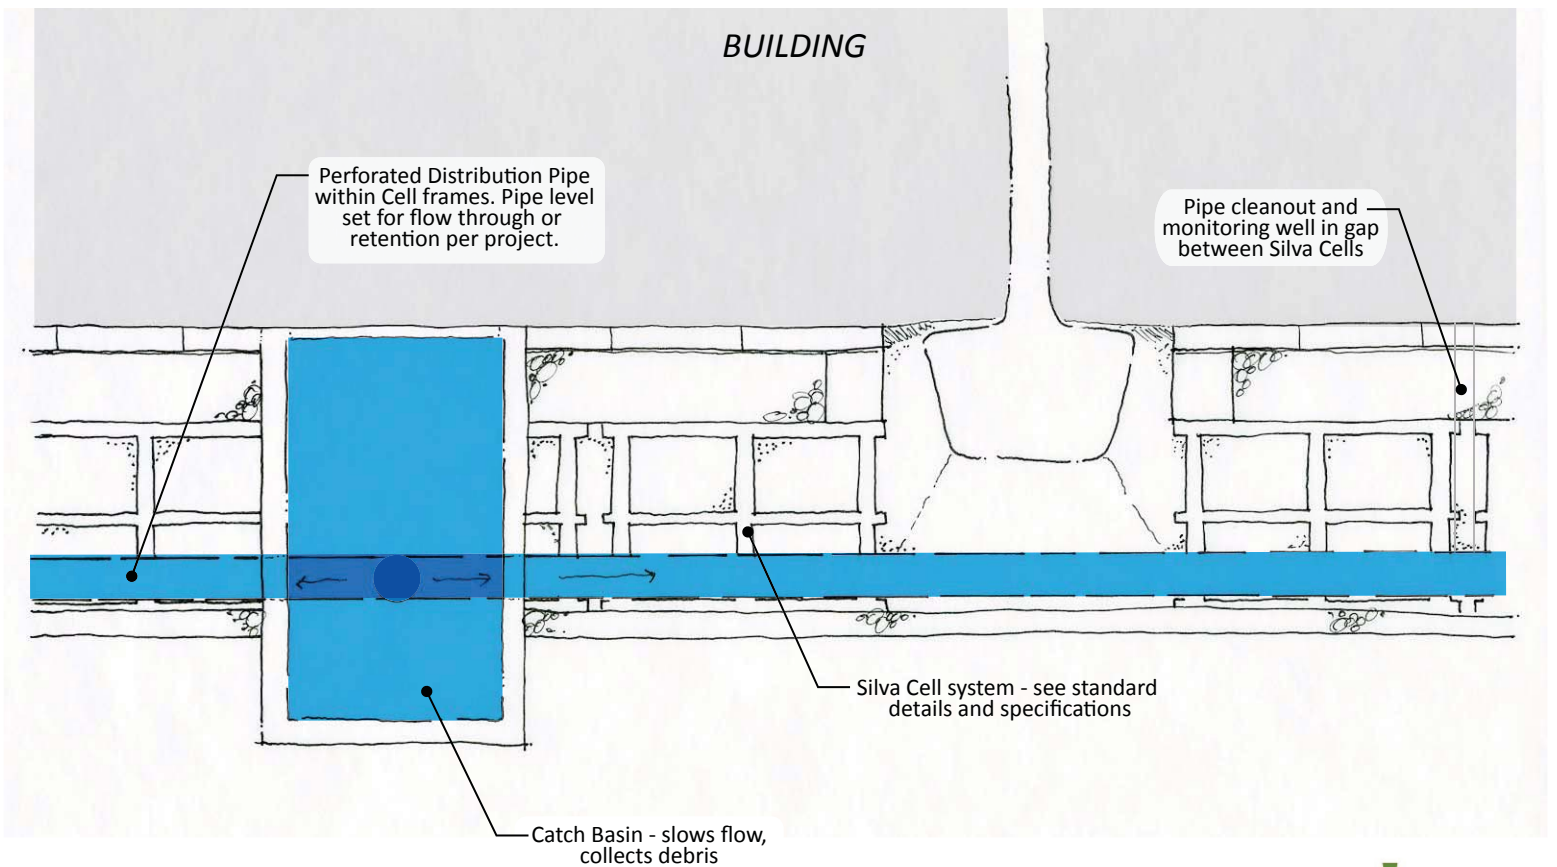 BUILDING
Perforated Distribution Pipe
within Cell frames. Pipe level
set for flow through or
retention per project.
Pipe cleanout and
monitoring well in gap
between Silva Cells
Silva Cell system - see standard
details and specifications
Catch Basin - slows flow,
collects debris